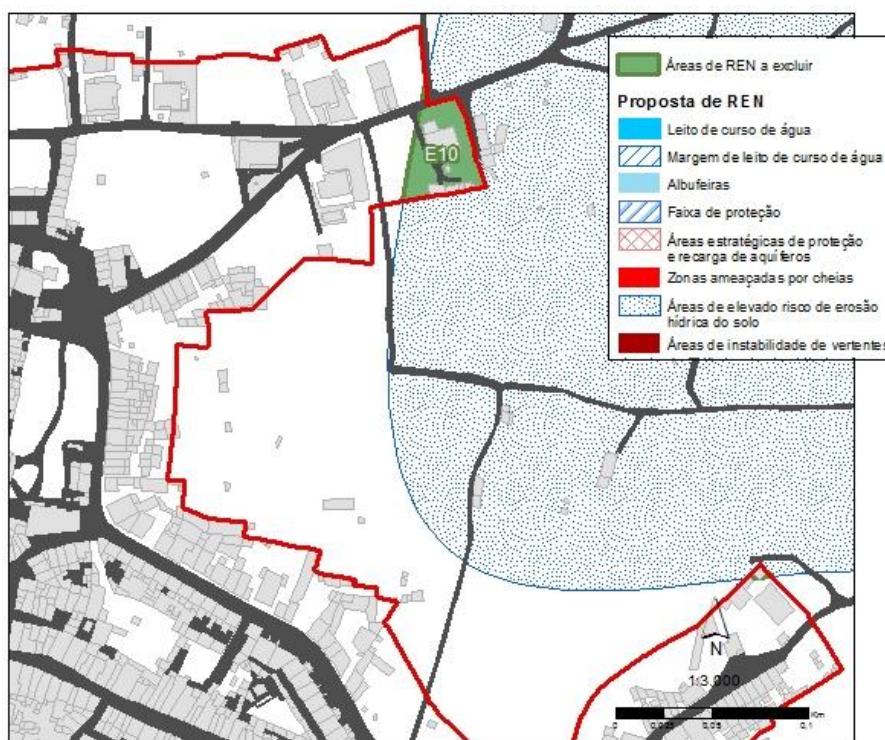 Áreas de REN a excluir
Proposta de REN
Leito de curso de água
Margem de leito de curso de água
Albufeiras
Faixa de proteção
Áreas estratégicas de proteção
e recarga de aquíferos
Zonas ameaçadas por cheias
Áreas de elevado risco de erosão
hídrica do solo
Áreas de instabilidade de vertentes
E10
N
1:3.000
0 0,025 0,05 0,1
Km